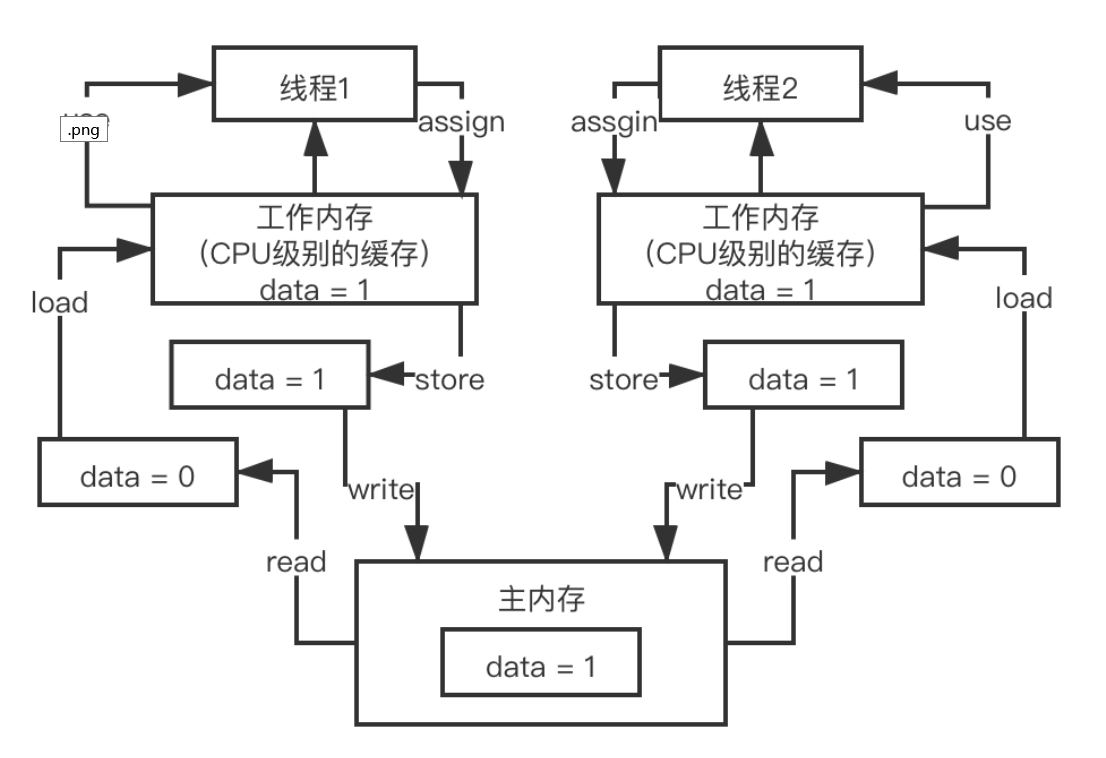 线程1
线程2
.png
assign
assgin
use
工作内存
(CPU级别的缓存)
data = 1
工作内存
(CPU级别的缓存)
data = 1
load
load
data = 1
store
store
data = 1
data = 0
data = 0
write
write
read
read
主内存
data = 1